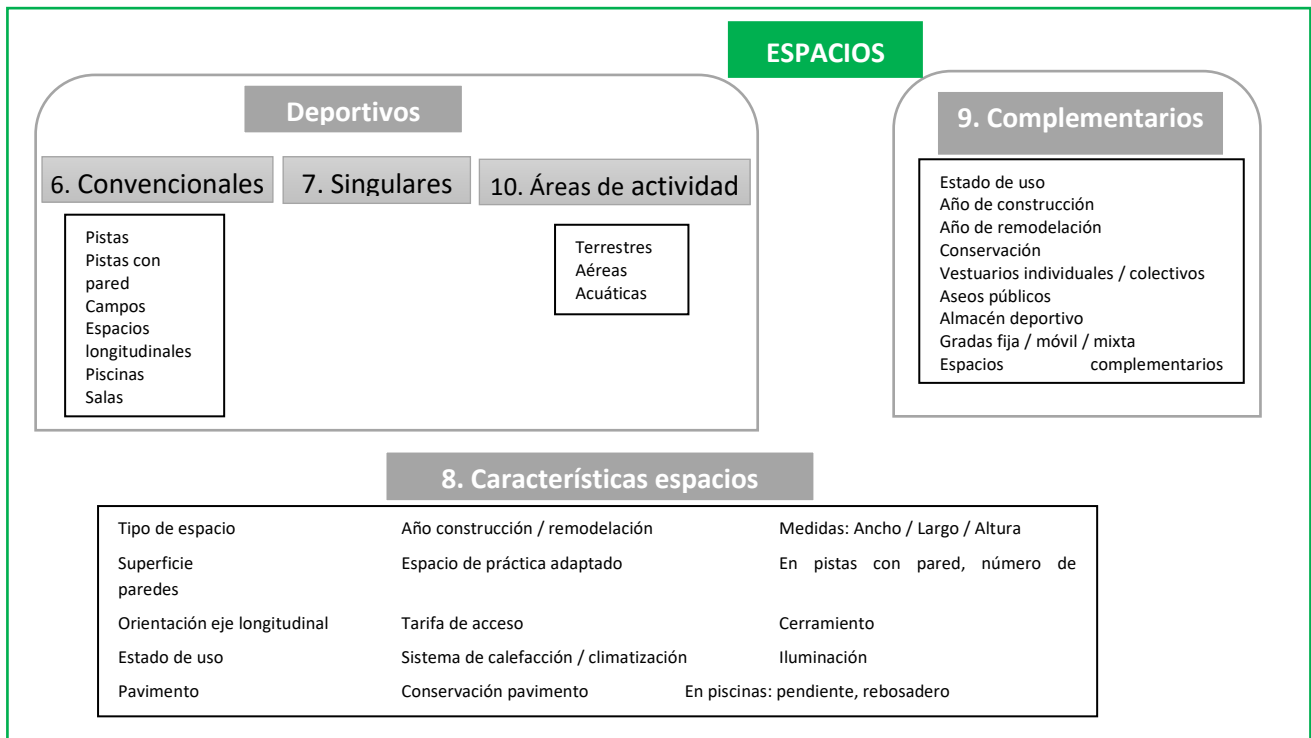 ESPACIOS
Deportivos
6. Convencionales
7. Singulares
10. Áreas de actividad
Pistas
Pistas con
pared
Campos
Espacios
longitudinales
Piscinas
Salas
Terrestres
Aéreas
Acuáticas
9. Complementarios
Estado de uso
Año de construcción
Año de remodelación
Conservación
Vestuarios individuales / colectivos
Aseos públicos
Almacén deportivo
Gradas fija / móvil / mixta
Espacios complementarios
8. Características espacios
Tipo de espacio Año construcción / remodelación Medidas: Ancho / Largo / Altura
Superficie Espacio de práctica adaptado En pistas con pared, número de
paredes
Orientación eje longitudinal Tarifa de acceso Cerramiento
Estado de uso Sistema de calefacción / climatización Iluminación
Pavimento Conservación pavimento En piscinas: pendiente, rebosadero